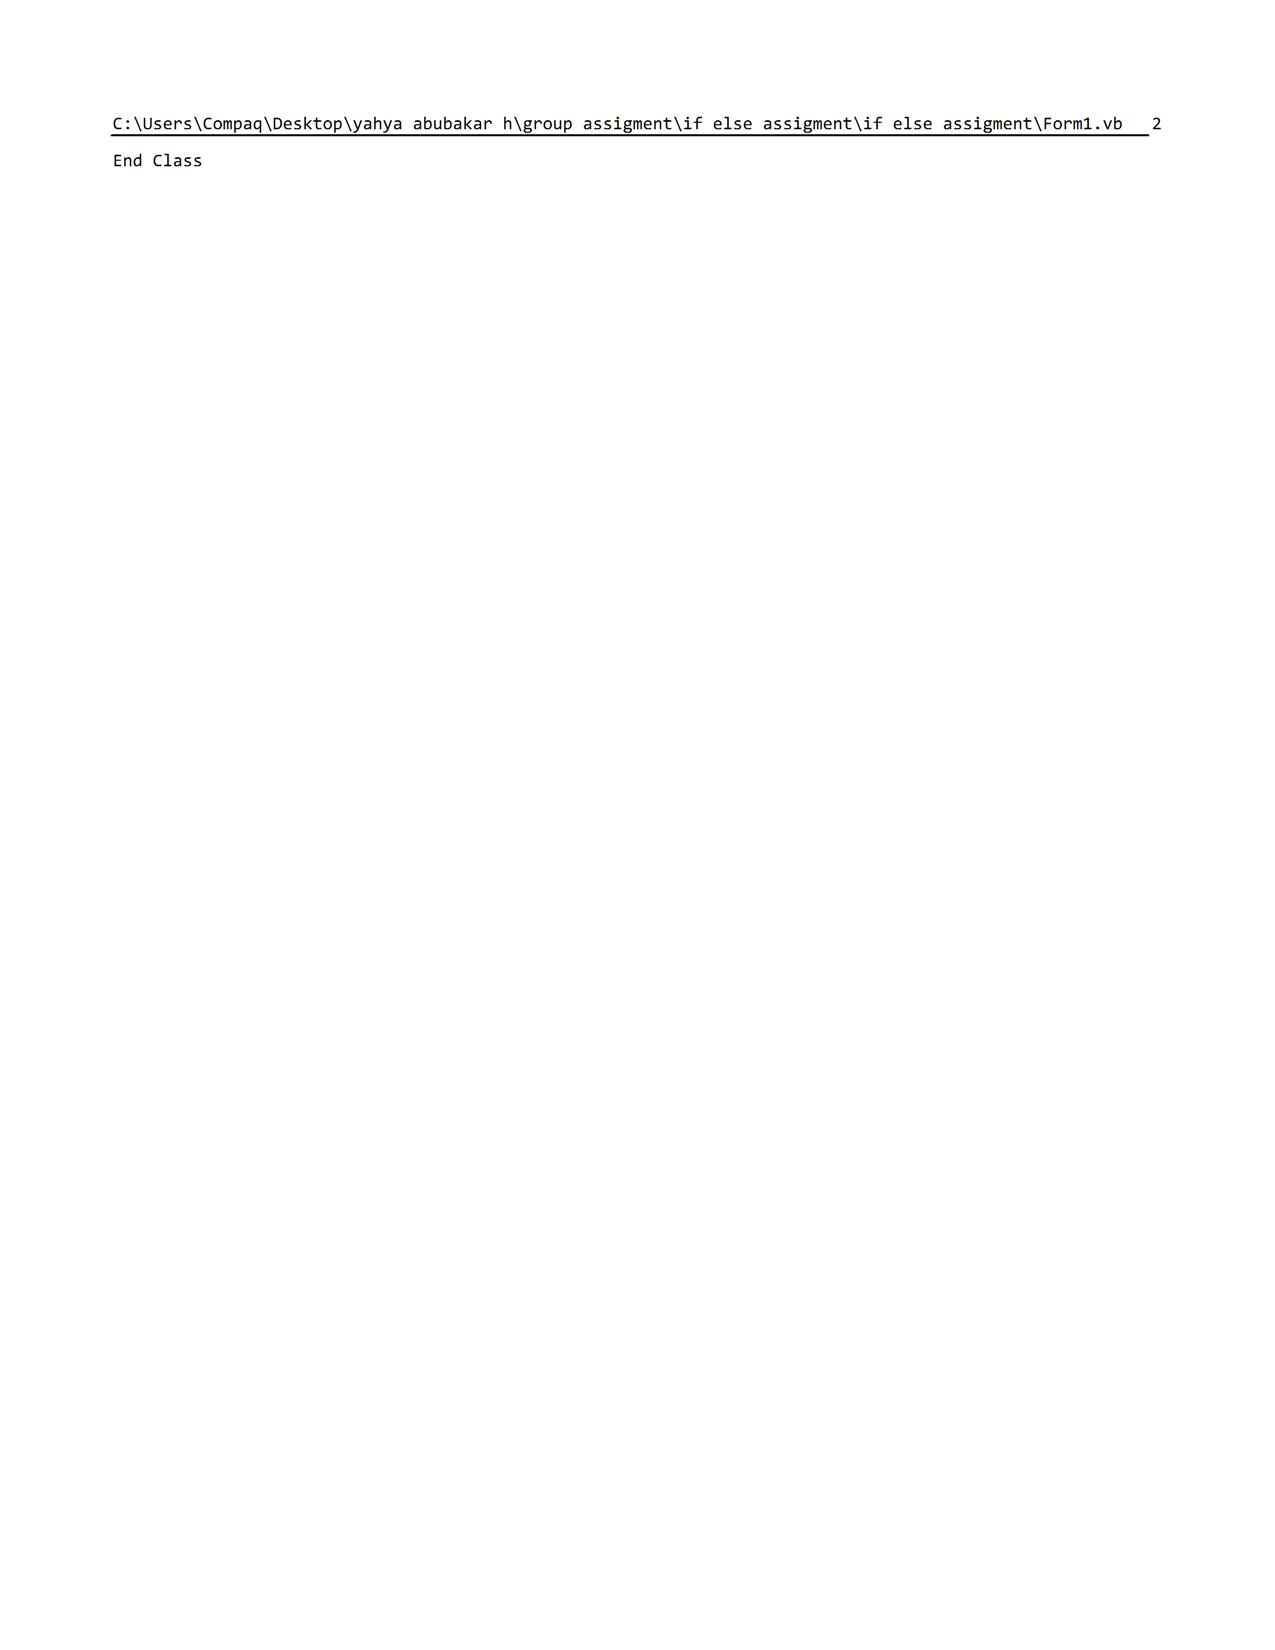 C:\Users\Compaq\Desktop\yahya abubakar h\group assigment\if else assigment\if else assigment\Form1.vb 2
End Class